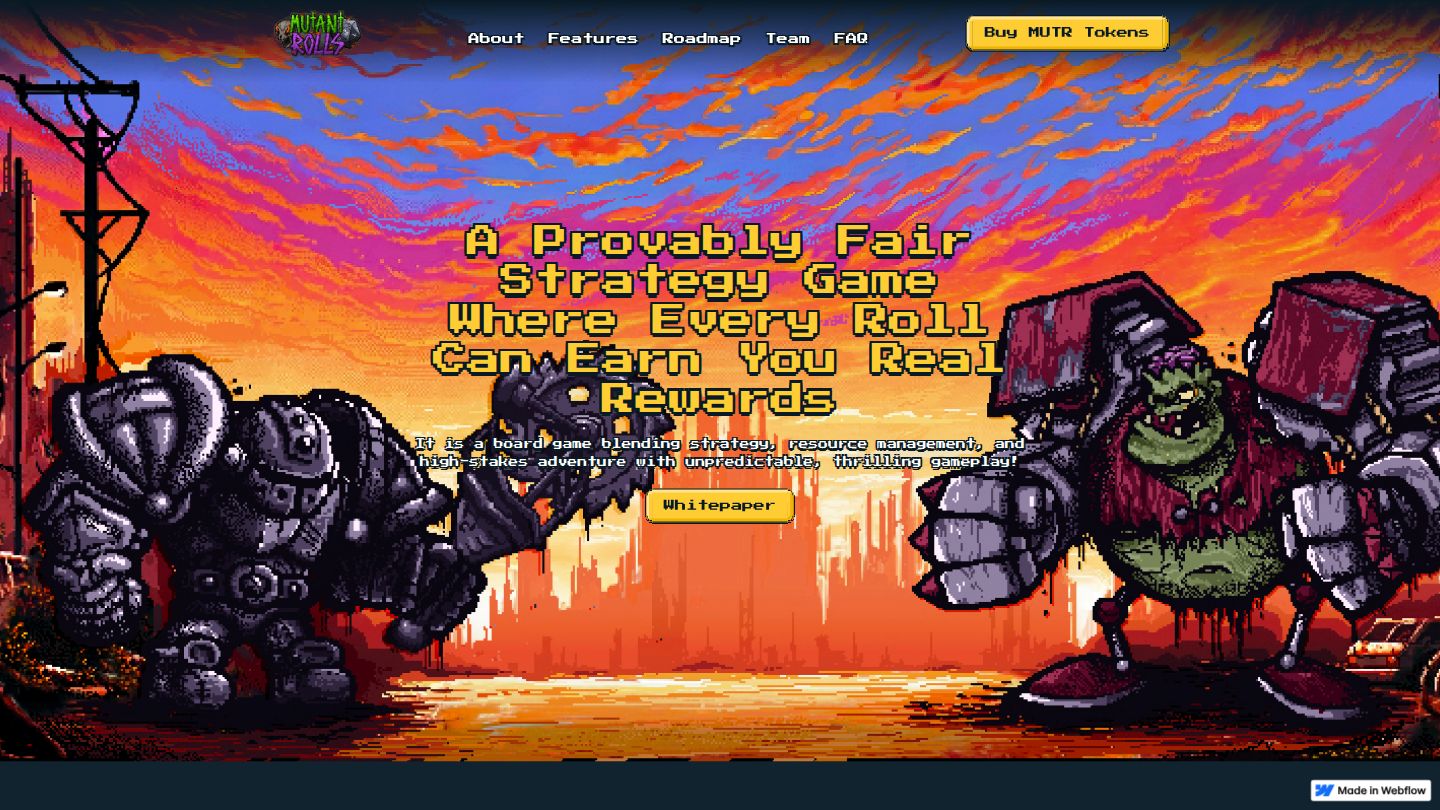 MUTANT
ROLLS
About Features Roadmap Team FAQ
Buy MUTR Tokens
A Provably Fair
Strategy Game
Where Every Roll
Can Earn You Real
Rewards
It is a board game blending strategy, resource management, and
high-stakes adventure with unpredictable, thrilling gameplay!
Whitepaper
Made in Webflow